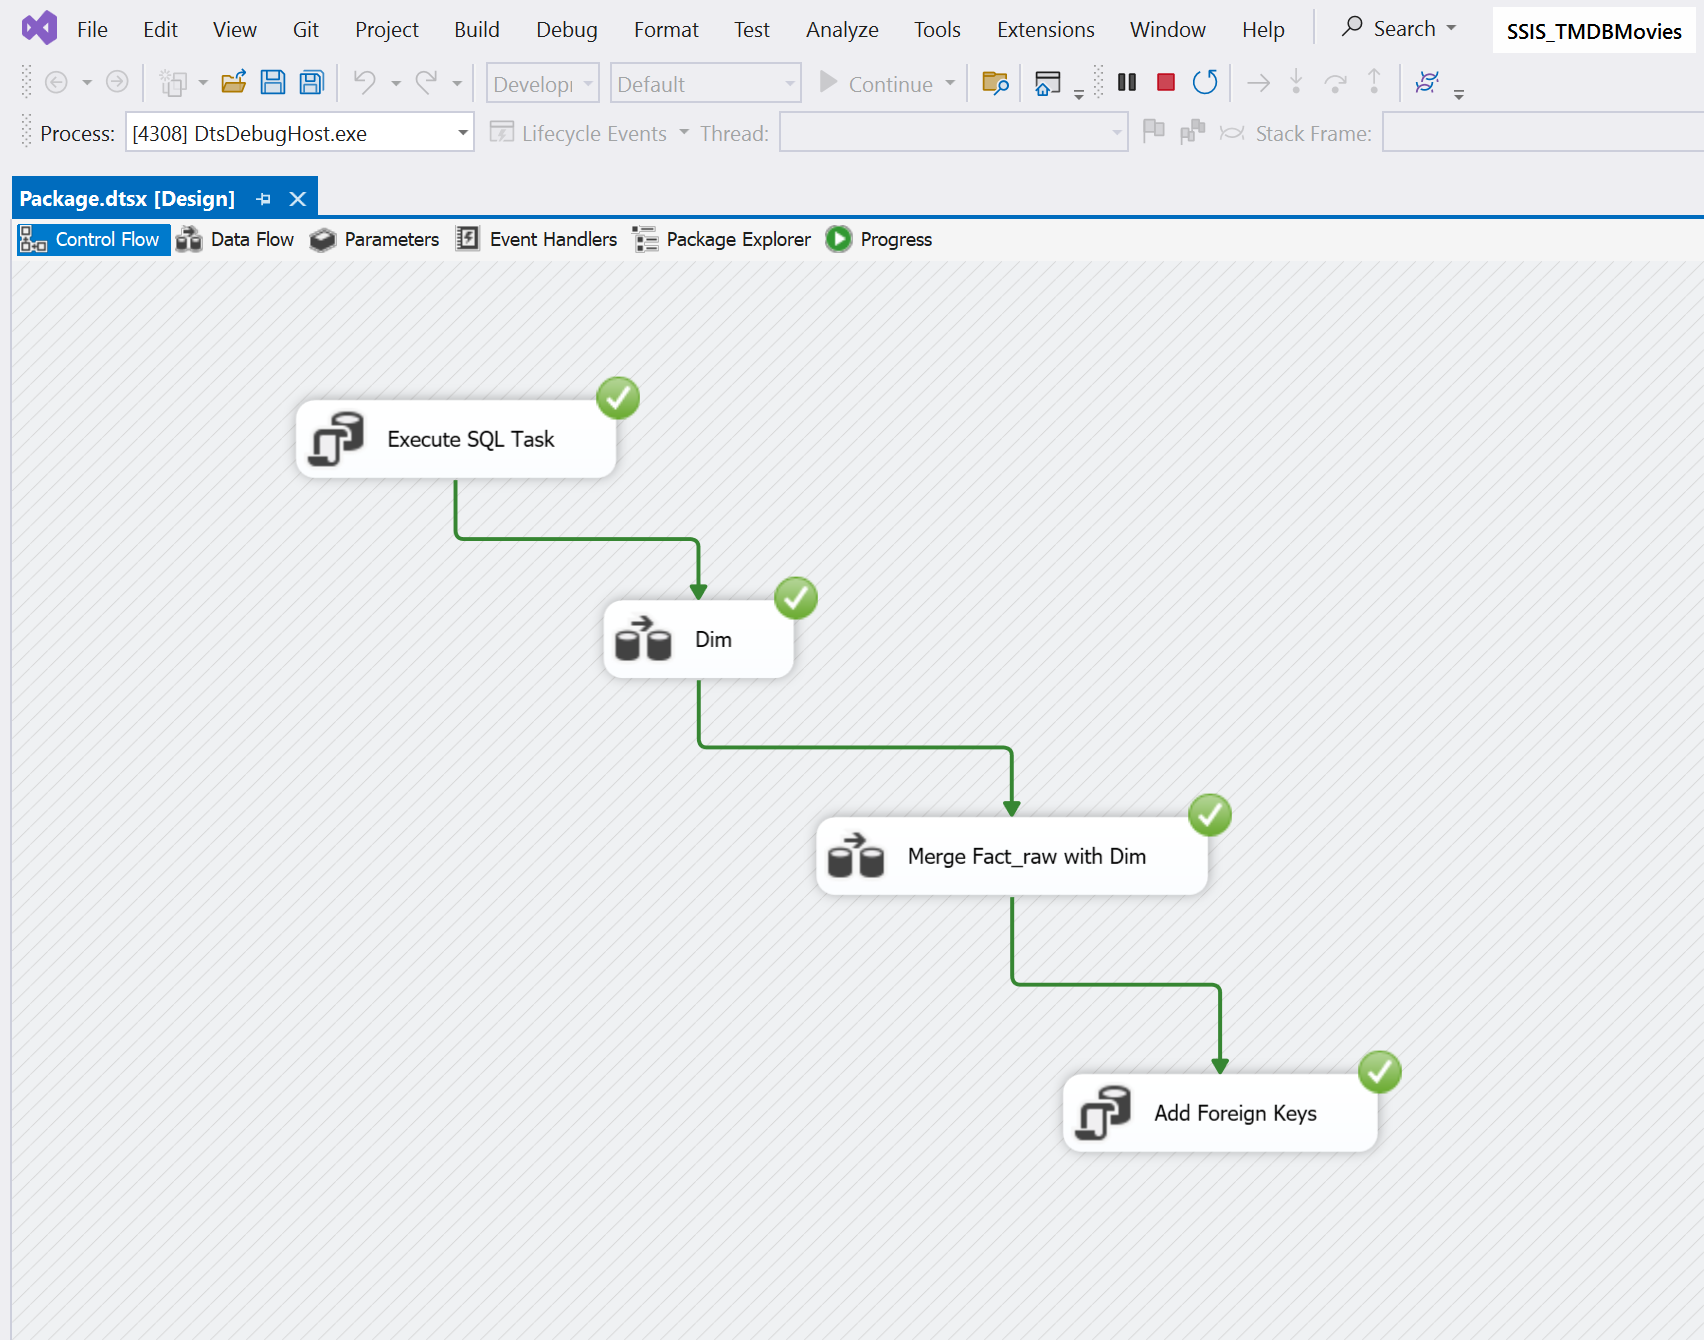 File Edit View Git Project Build Debug Format Test Analyze Tools Extensions Window Help Search SSIS_TMDBMovies
Developı Default Continue
Process: [4308] DtsDebugHost.exe Lifecycle Events Thread: Stack Frame:
Package.dtsx [Design]
Control Flow Data Flow Parameters Event Handlers Package Explorer Progress
Execute SQL Task
Dim
Merge Fact_raw with Dim
Add Foreign Keys